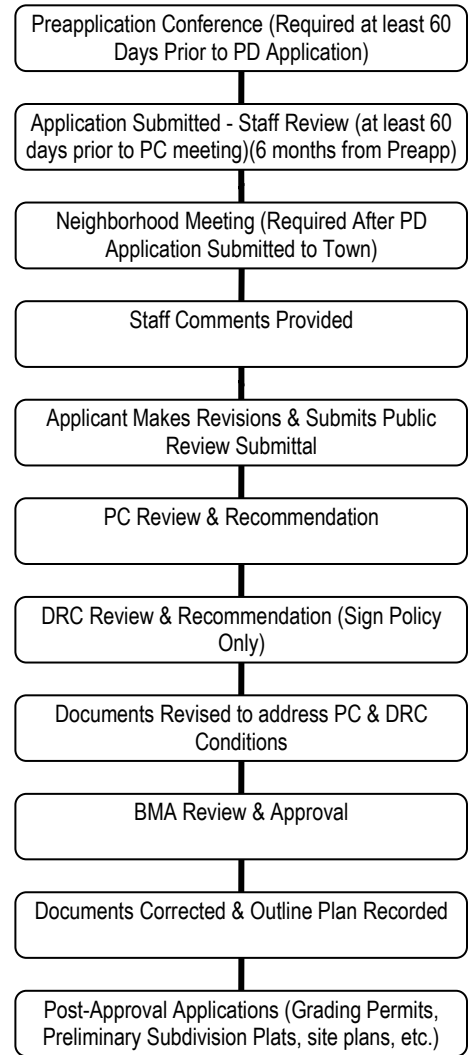 Preapplication Conference (Required at least 60
Days Prior to PD Application)
Application Submitted - Staff Review (at least 60
days prior to PC meeting)(6 months from Preapp)
Neighborhood Meeting (Required After PD
Application Submitted to Town)
Staff Comments Provided
Applicant Makes Revisions & Submits Public
Review Submittal
PC Review & Recommendation
DRC Review & Recommendation (Sign Policy
Only)
Documents Revised to address PC & DRC
Conditions
BMA Review & Approval
Documents Corrected & Outline Plan Recorded
Post-Approval Applications (Grading Permits,
Preliminary Subdivision Plats, site plans, etc.)